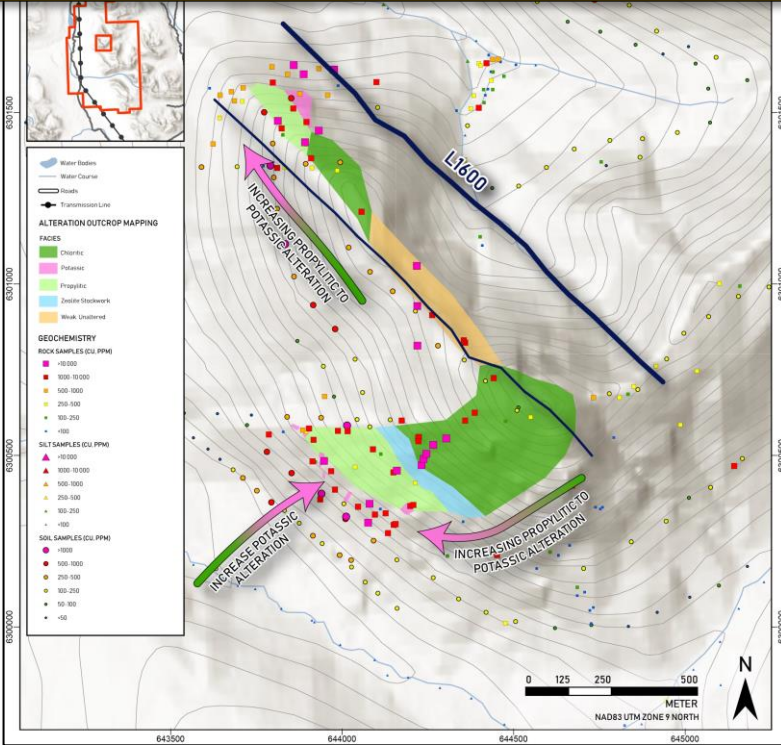 Water Bodies
Water Course
Roads
Transmission Line
ALTERATION OUTCROP MAPPING
FACIES
Chloritic
Potassic
Propylitic
Zeolite Stockwork
Weak Unaltered
GEOCHEMISTRY
ROCK SAMPLES (CU. PPM)
>10 000
1000-10 000
500-1000
250-500
100-250
<100
SILT SAMPLES (CU. PPM)
>10 000
1000-10 000
500-1000
250-500
100-250
<100
SOIL SAMPLES (CU. PPM)
>1000
500-1000
250-500
100-250
50-100
<50
L1600
INCREASING PROPYLITIC TO
POTASSIC ALTERATION
INCREASE POTASSIC
ALTERATION
INCREASING PROPYLITIC TO
POTASSIC ALTERATION
6301500
6301000
6300500
6300000
6301000
6300500
6300000
643500
644000
644500
645000
0 125 250 500
METER
NAD83 UTM ZONE 9 NORTH
N